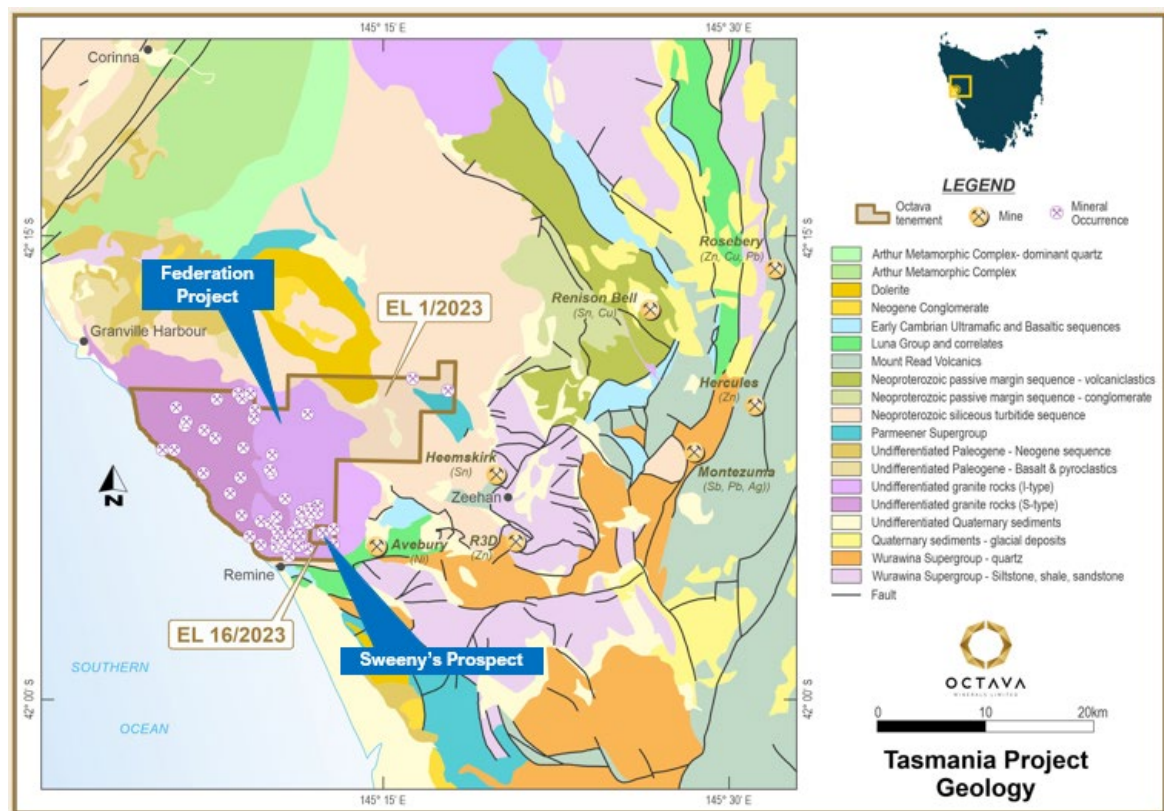 145° 15' E
145° 30' E
Corinna
42° 15' S
42° 15' S
Rosebery
(Zn, Cu, Pb)
Federation
Project
EL 1/2023
Renison Bell
(Sn, Cu)
Granville Harbour
Hercules
(Zn)
N
Heemskirk
(Sn)
Zeehan
Montezuma
(Sb, Pb, Ag))
Avebury
(Ni)
R3D
(Zn)
Remine
EL 16/2023
Sweeny's Prospect
SOUTHERN
OCEAN
42° 00' S
42° 00' S
145° 15' E
145° 30' E
LEGEND
Octava
tenement
Mine
Mineral
Occurrence
Arthur Metamorphic Complex- dominant quartz
Arthur Metamorphic Complex
Dolerite
Neogene Conglomerate
Early Cambrian Ultramafic and Basaltic sequences
Luna Group and correlates
Mount Read Volcanics
Neoproterozoic passive margin sequence - volcaniclastics
Neoproterozoic passive margin sequence - conglomerate
Neoproterozoic siliceous turbitide sequence
Parmeener Supergroup
Undifferentiated Paleogene - Neogene sequence
Undifferentiated Paleogene - Basalt & pyroclastics
Undifferentiated granite rocks (I-type)
Undifferentiated granite rocks (S-type)
Undifferentiated Quaternary sediments
Quaternary sediments - glacial deposits
Wurawina Supergroup - quartz
Wurawina Supergroup - Siltstone, shale, sandstone
Fault
OCTAVA
MINERALS LIMITED
0 10 20km
Tasmania Project
Geology